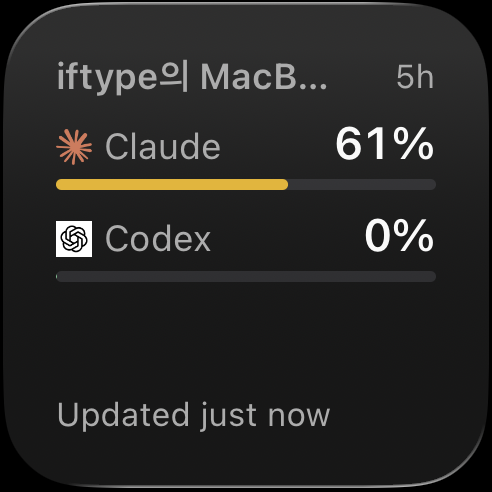 iftype의 MacB... 5h
Claude 61%
Codex 0%
Updated just now